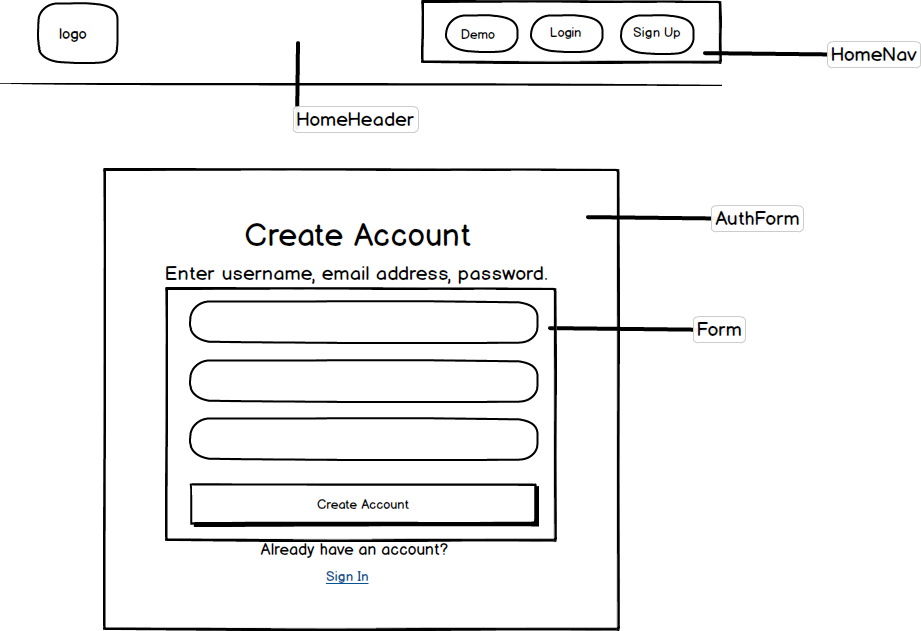 logo
Demo
Login
Sign Up
HomeNav
HomeHeader
AuthForm
Create Account
Enter username, email address, password.
Form
Create Account
Already have an account?
Sign In